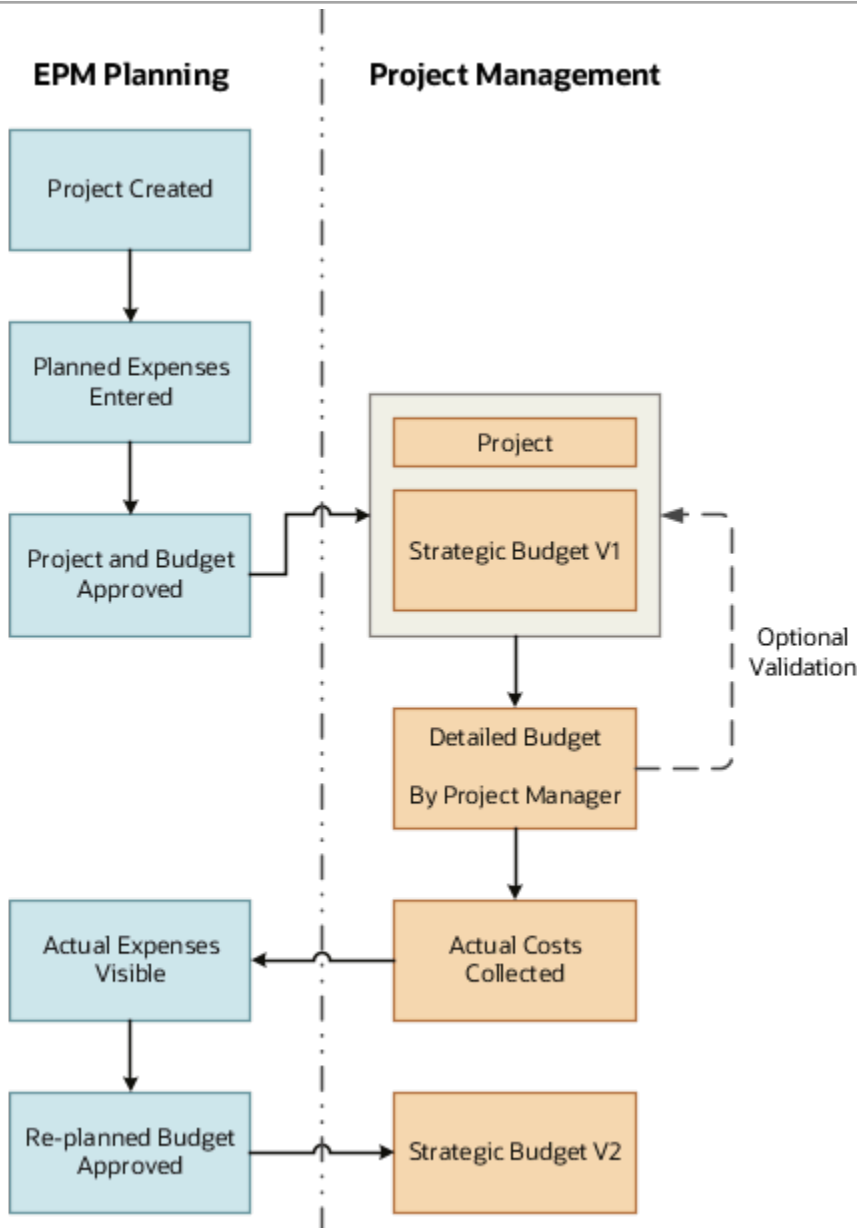 EPM Planning
Project Management
Project Created
Planned Expenses
Entered
Project
Project and Budget
Approved
Strategic Budget V1
Optional
Validation
Detailed Budget
By Project Manager
Actual Expenses
Visible
Actual Costs
Collected
Re-planned Budget
Approved
Strategic Budget V2